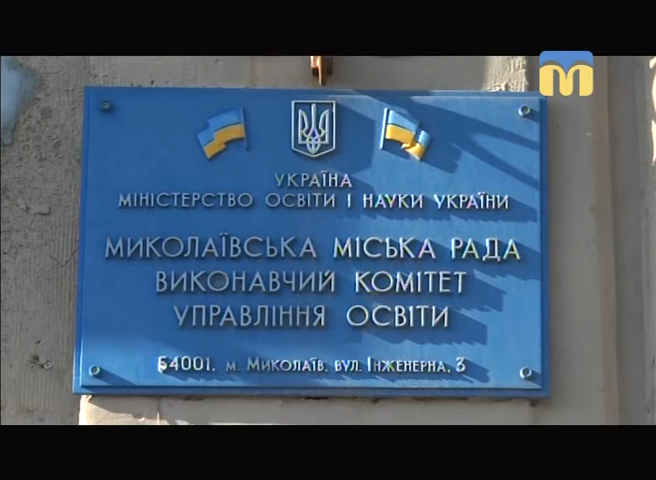 УКРАЇНА
МІНІСТЕРСТВО ОСВІТИ І НАУКИ УКРАЇНИ
МИКОЛАЇВСЬКА МІСЬКА РАДА
ВИКОНАВЧИЙ КОМІТЕТ
УПРАВЛІННЯ ОСВІТИ
54001, м. Миколаїв, вул. Інженерна, 3